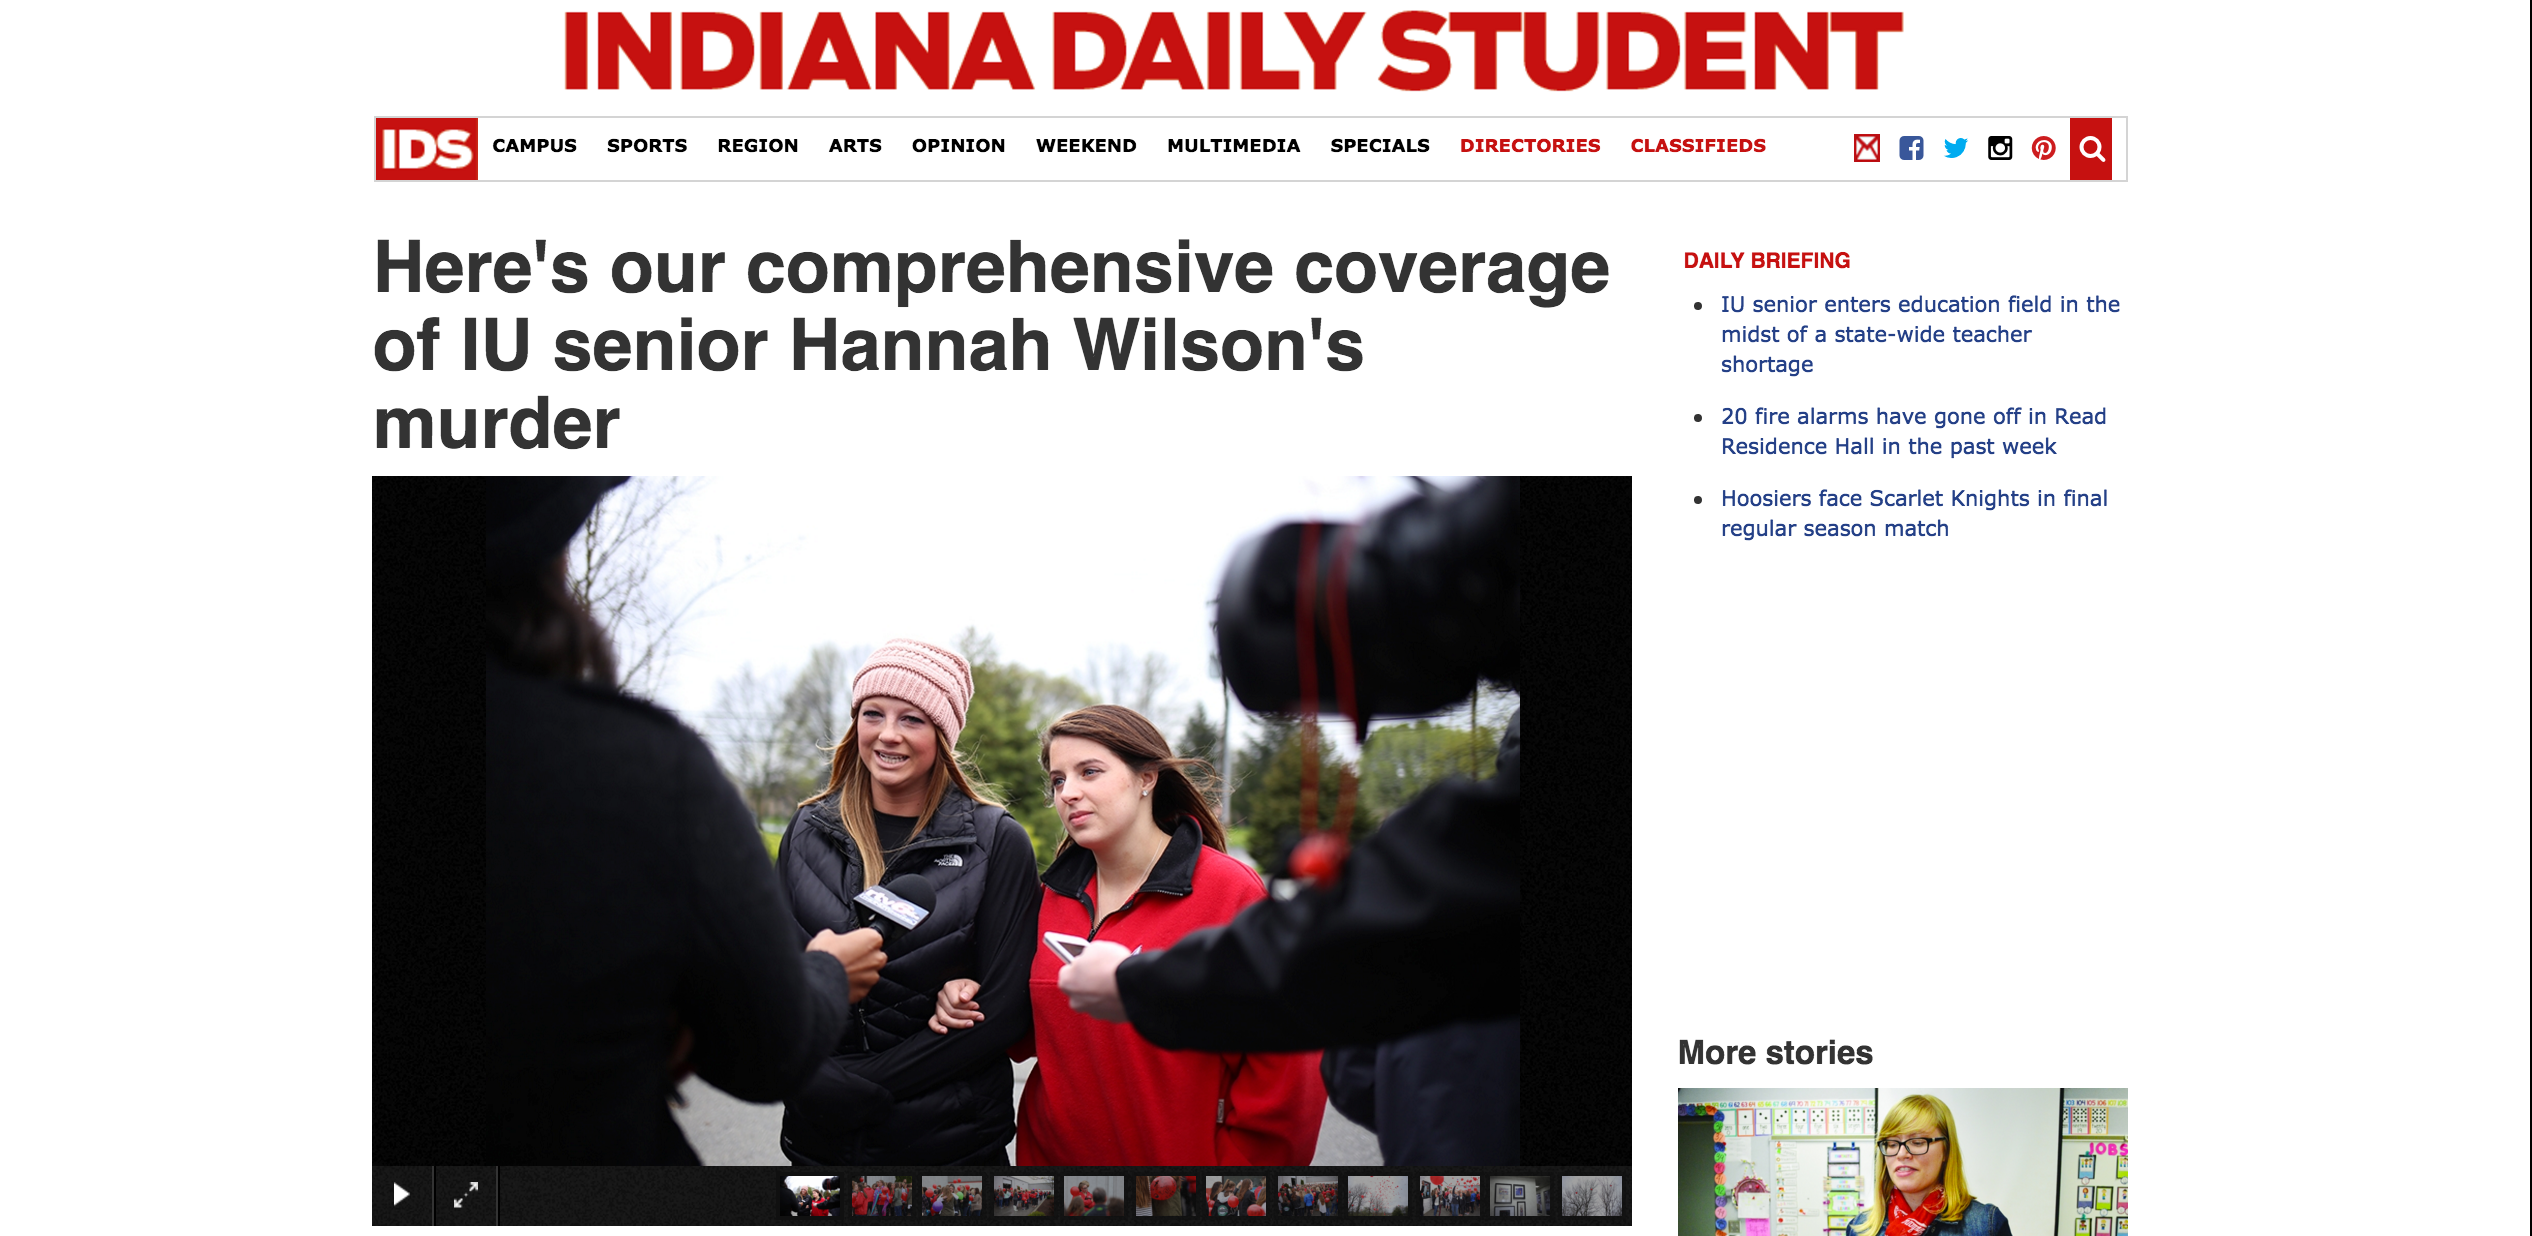 INDIANA DAILY STUDENT
IDS CAMPUS SPORTS REGION ARTS OPINION WEEKEND MULTIMEDIA SPECIALS DIRECTORIES CLASSIFIEDS
Here's our comprehensive coverage
of IU senior Hannah Wilson's
murder
THE NORTH FACE
DAILY BRIEFING
IU senior enters education field in the
midst of a state-wide teacher
shortage
20 fire alarms have gone off in Read
Residence Hall in the past week
Hoosiers face Scarlet Knights in final
regular season match
More stories
JOBS